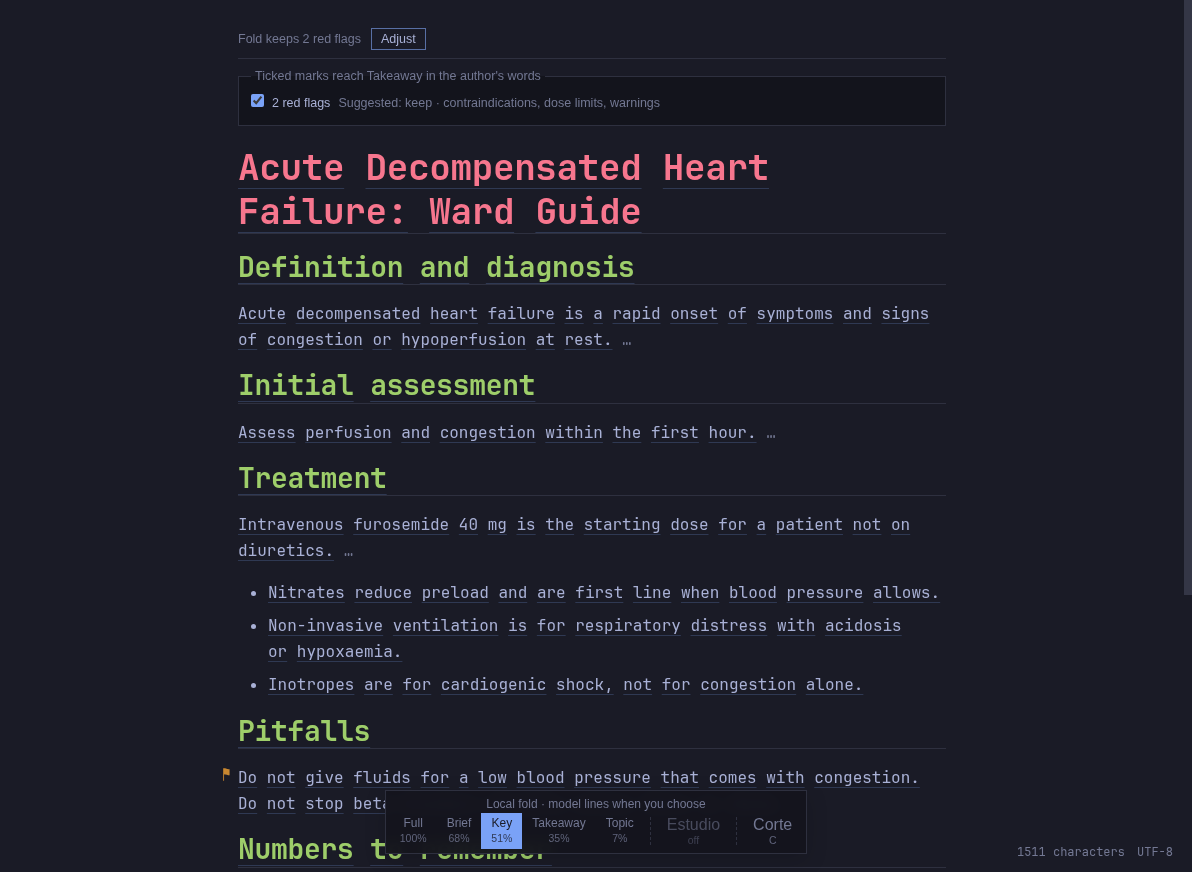 Fold keeps 2 red flags Adjust
Ticked marks reach Takeaway in the author's words
2 red flags Suggested: keep · contraindications, dose limits, warnings
Acute Decompensated Heart
Failure: Ward Guide
Definition and diagnosis
Acute decompensated heart failure is a rapid onset of symptoms and signs
of congestion or hypoperfusion at rest. …
Initial assessment
Assess perfusion and congestion within the first hour. …
Treatment
Intravenous furosemide 40 mg is the starting dose for a patient not on
diuretics. …
• Nitrates reduce preload and are first line when blood pressure allows.
• Non-invasive ventilation is for respiratory distress with acidosis
or hypoxaemia.
• Inotropes are for cardiogenic shock, not for congestion alone.
Pitfalls
Do not give fluids for a low blood pressure that comes with congestion.
Do not stop
Numbers to remember
Local fold · model lines when you choose
Full Brief Key Takeaway Topic Estudio Corte
100% 68% 51% 35% 7% off C
1511 characters UTF-8